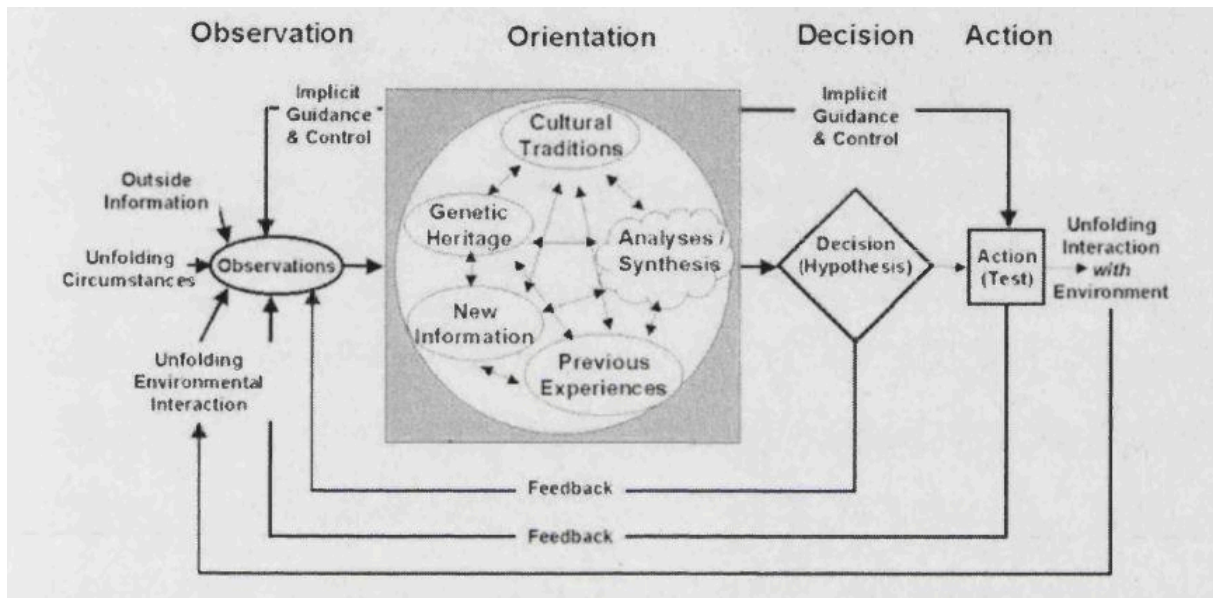 Observation
Orientation
Decision
Action
Implicit
Guidance
& Control
Cultural
Traditions
Implicit
Guidance
& Control
Outside
Information
Genetic
Heritage
Unfolding
Circumstances
Observations
Analyses /
Synthesis
Decision
(Hypothesis)
Action
(Test)
Unfolding
Interaction
with
Environment
New
Information
Previous
Experiences
Unfolding
Environmental
Interaction
Feedback
Feedback